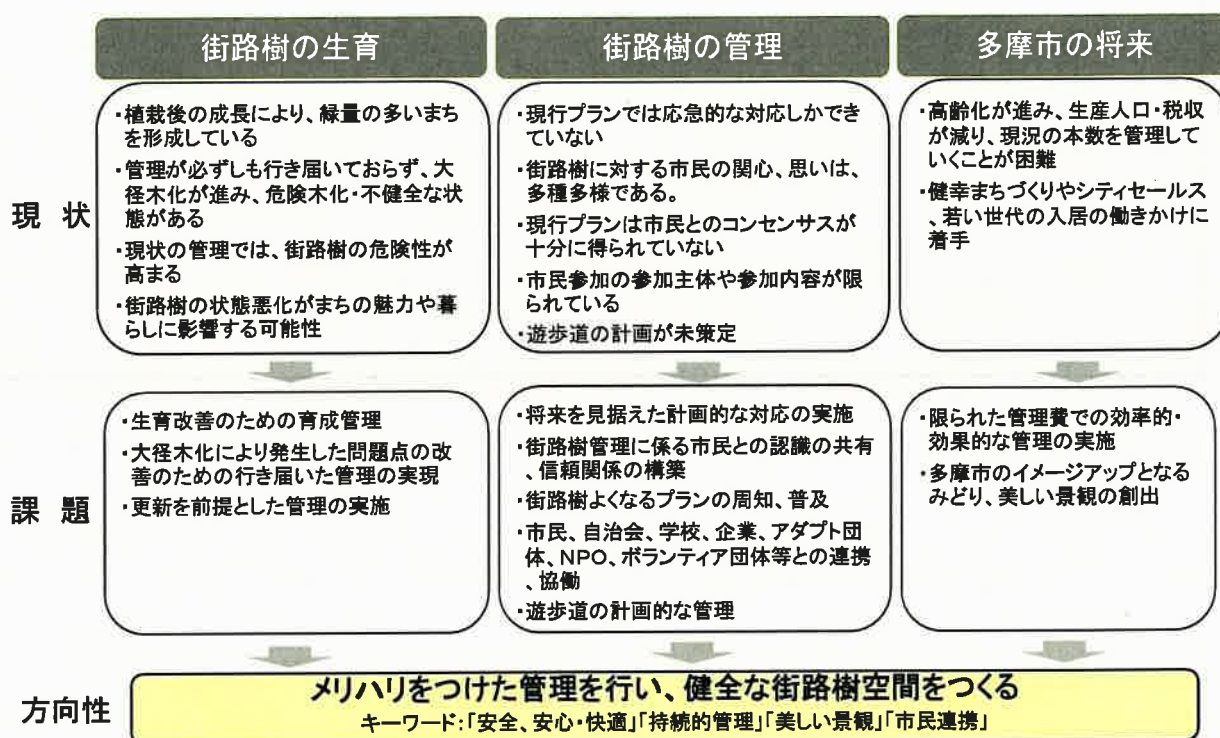 街路樹の生育
街路樹の管理
多摩市の将来
現 状
・植栽後の成長により、緑量の多いまち
を形成している
・管理が必ずしも行き届いておらず、大
径木化が進み、危険木化・不健全な状
態がある
・現状の管理では、街路樹の危険性が
高まる
・街路樹の状態悪化がまちの魅力や暮
らしに影響する可能性
・現行プランでは応急的な対応しかでき
ていない
・街路樹に対する市民の関心、思いは、
多種多様である。
・現行プランは市民とのコンセンサスが
十分に得られていない
・市民参加の参加主体や参加内容が限
られている
・遊歩道の計画が未策定
・高齢化が進み、生産人口・税収
が減り、現況の本数を管理して
いくことが困難
・健幸まちづくりやシティセールス
、若い世代の入居の働きかけに
着手
課 題
・生育改善のための育成管理
・大径木化により発生した問題点の改
善のための行き届いた管理の実現
・更新を前提とした管理の実施
・将来を見据えた計画的な対応の実施
・街路樹管理に係る市民との認識の共有
、信頼関係の構築
・街路樹よくなるプランの周知、普及
・市民、自治会、学校、企業、アダプト団
体、NPO、ボランティア団体等との連携
、協働
・遊歩道の計画的な管理
・限られた管理費での効率的・
効果的な管理の実施
・多摩市のイメージアップとなる
みどり、美しい景観の創出
方向性
メリハリをつけた管理を行い、健全な街路樹空間をつくる
キーワード:「安全、安心・快適」「持続的管理」「美しい景観」「市民連携」